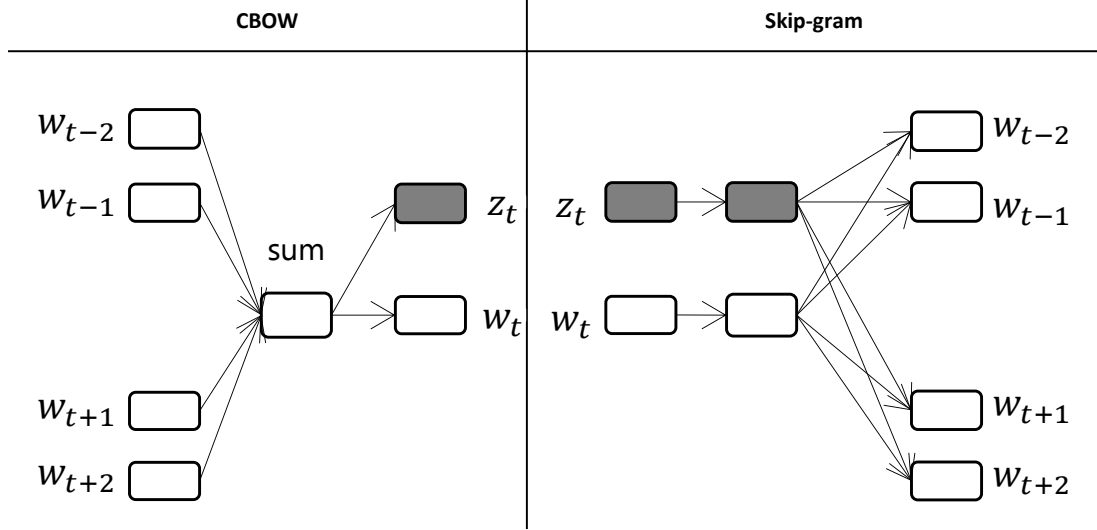 CBOW
w_{t-2}
w_{t-1}
sum
z_t
w_t
w_{t+1}
w_{t+2}
Skip-gram
z_t
w_t
w_{t-2}
w_{t-1}
w_{t+1}
w_{t+2}